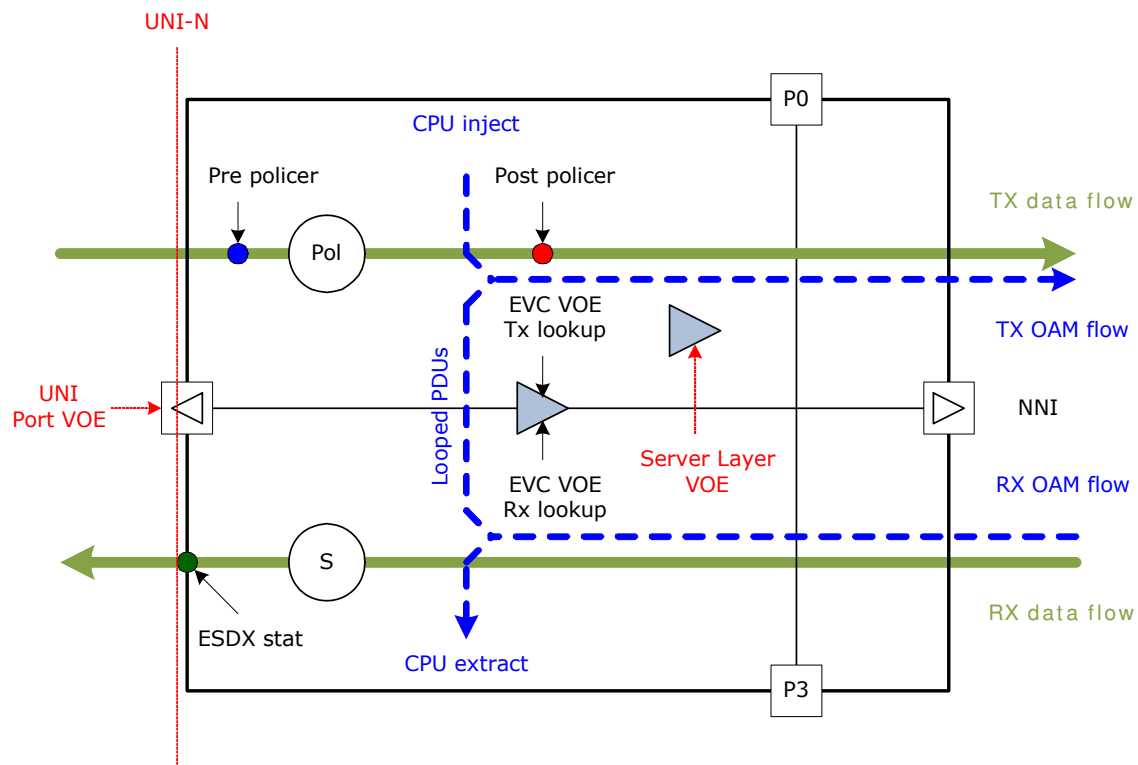 UNI-N
P0
CPU inject
Pre policer
Post policer
TX data flow
Pol
EVC VOE
Tx lookup
TX OAM flow
Looped PDUs
UNI
Port VOE
NNI
Server Layer
VOE
EVC VOE
Rx lookup
RX OAM flow
S
ESDX stat
RX data flow
CPU extract
P3